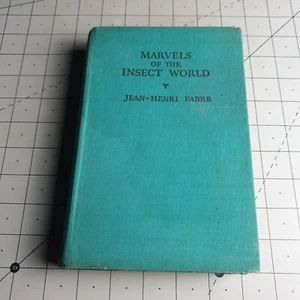 MARVELS
OF THE
INSECT WORLD
JEAN-HENRI FABRE